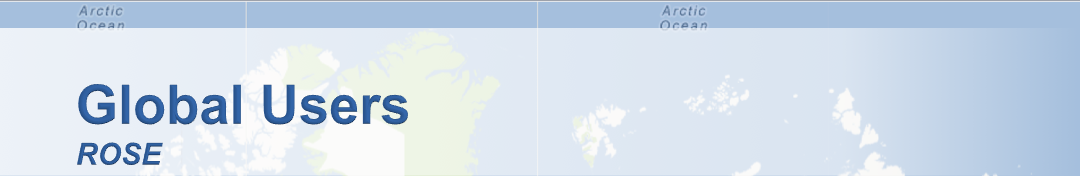 Arctic
Ocean
Arctic
Ocean
Global Users
ROSE